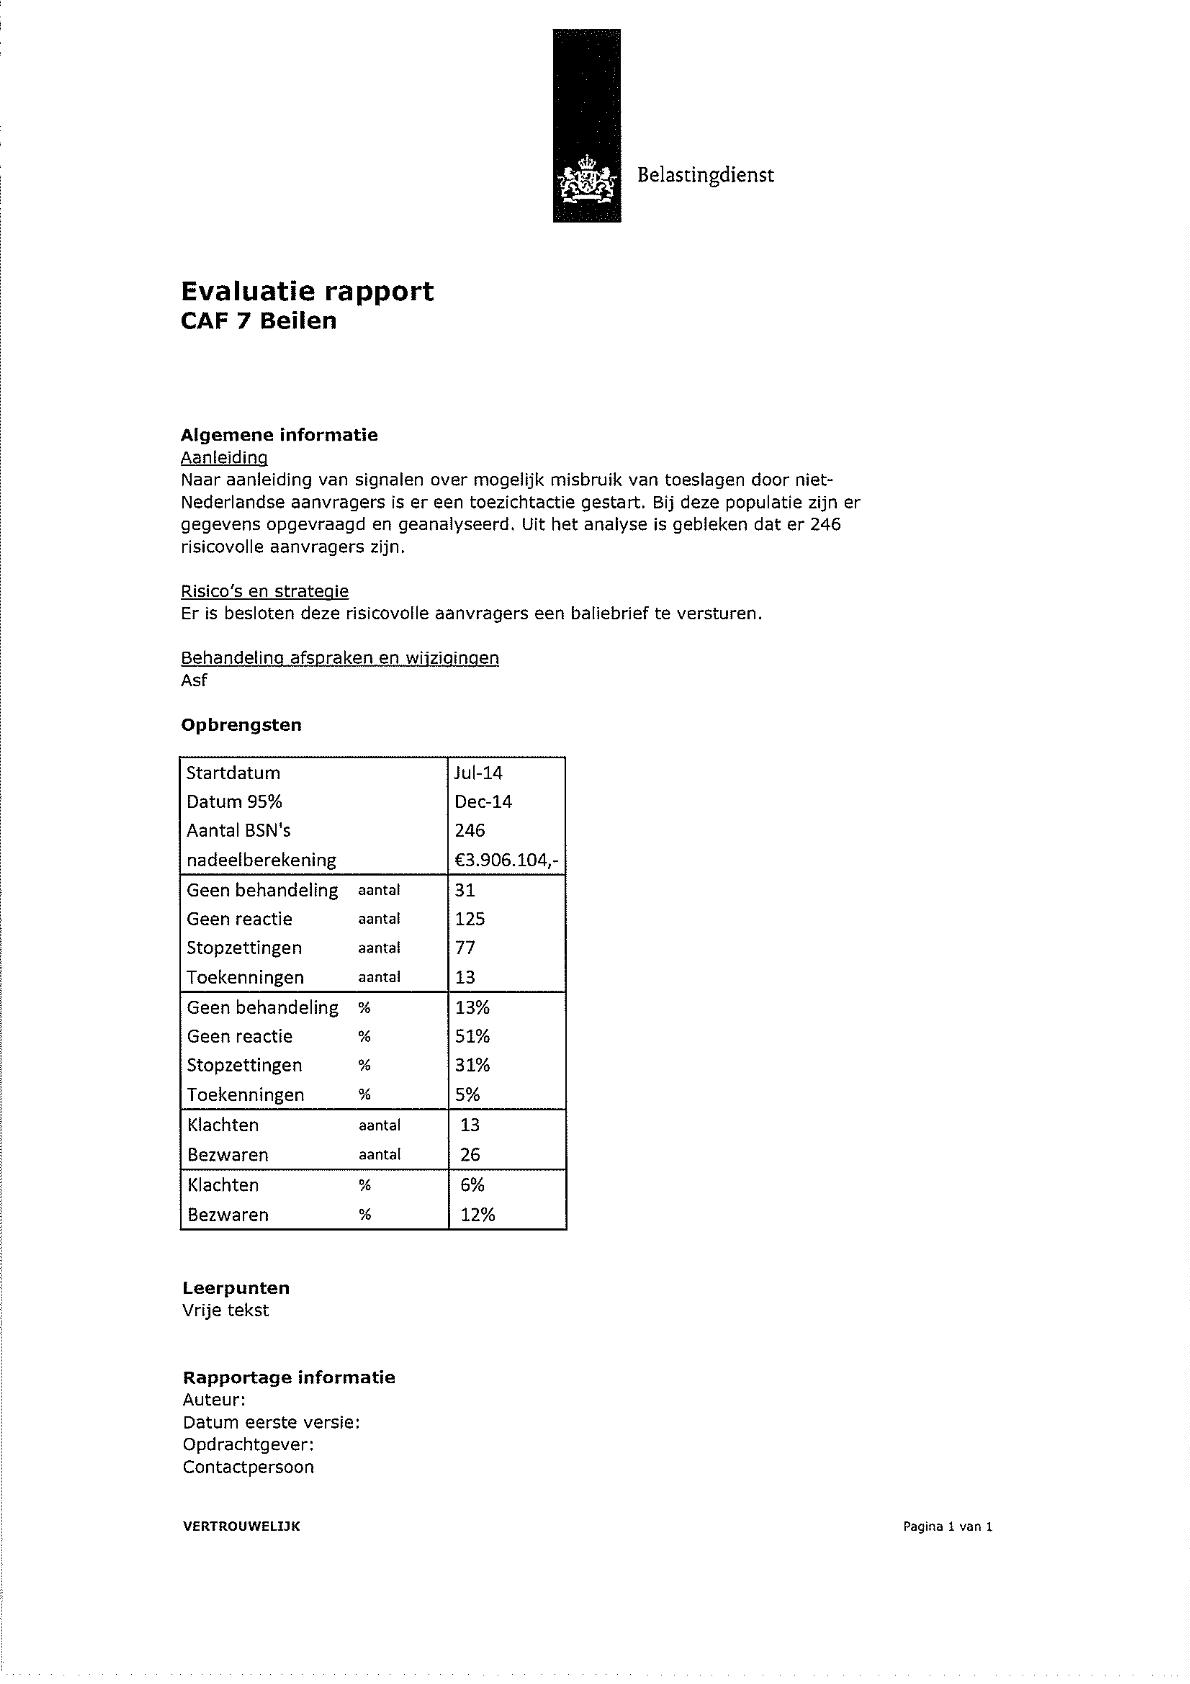 Belastingdienst
Evaluatie rapport
CAF 7 Beilen
Algemene informatie
Aanleiding
Naar aanleiding van signalen over mogelijk misbruik van toeslagen door niet-
Nederlandse aanvragers is er een toezichtactie gestart. Bij deze populatie zijn er
gegevens opgevraagd en geanalyseerd. Uit het analyse is gebleken dat er 246
risicovolle aanvragers zijn.
Risico's en strategie
Er is besloten deze risicovolle aanvragers een baliebrief te versturen.
Behandeling afspraken en wijzigingen
Asf
Opbrengsten
Startdatum Jul-14
Datum 95% Dec-14
Aantal BSN's 246
nadeelberekening €3.906.104,-
Geen behandeling aantal 31
Geen reactie aantal 125
Stopzettingen aantal 77
Toekenningen aantal 13
Geen behandeling % 13%
Geen reactie % 51%
Stopzettingen % 31%
Toekenningen % 5%
Klachten aantal 13
Bezwaren aantal 26
Klachten % 6%
Bezwaren % 12%
Leerpunten
Vrije tekst
Rapportage informatie
Auteur:
Datum eerste versie:
Opdrachtgever:
Contactpersoon
VERTROUWELIJK Pagina 1 van 1